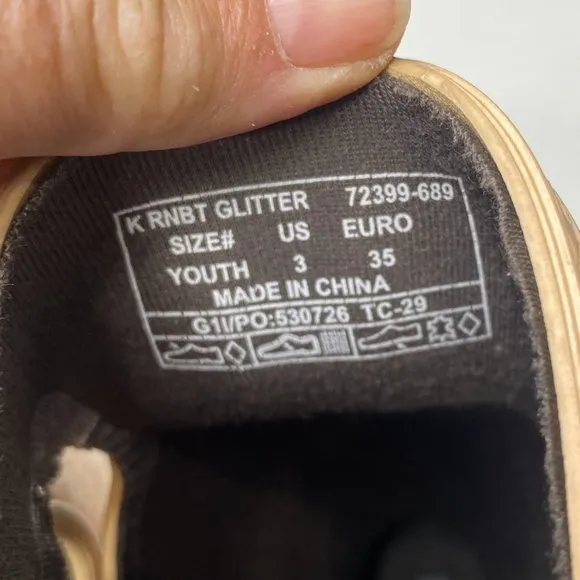 K RNBT GLITTER 72399-689
SIZE# US EURO
YOUTH 3 35
MADE IN CHINA
G1I/PO:530726 TC-29